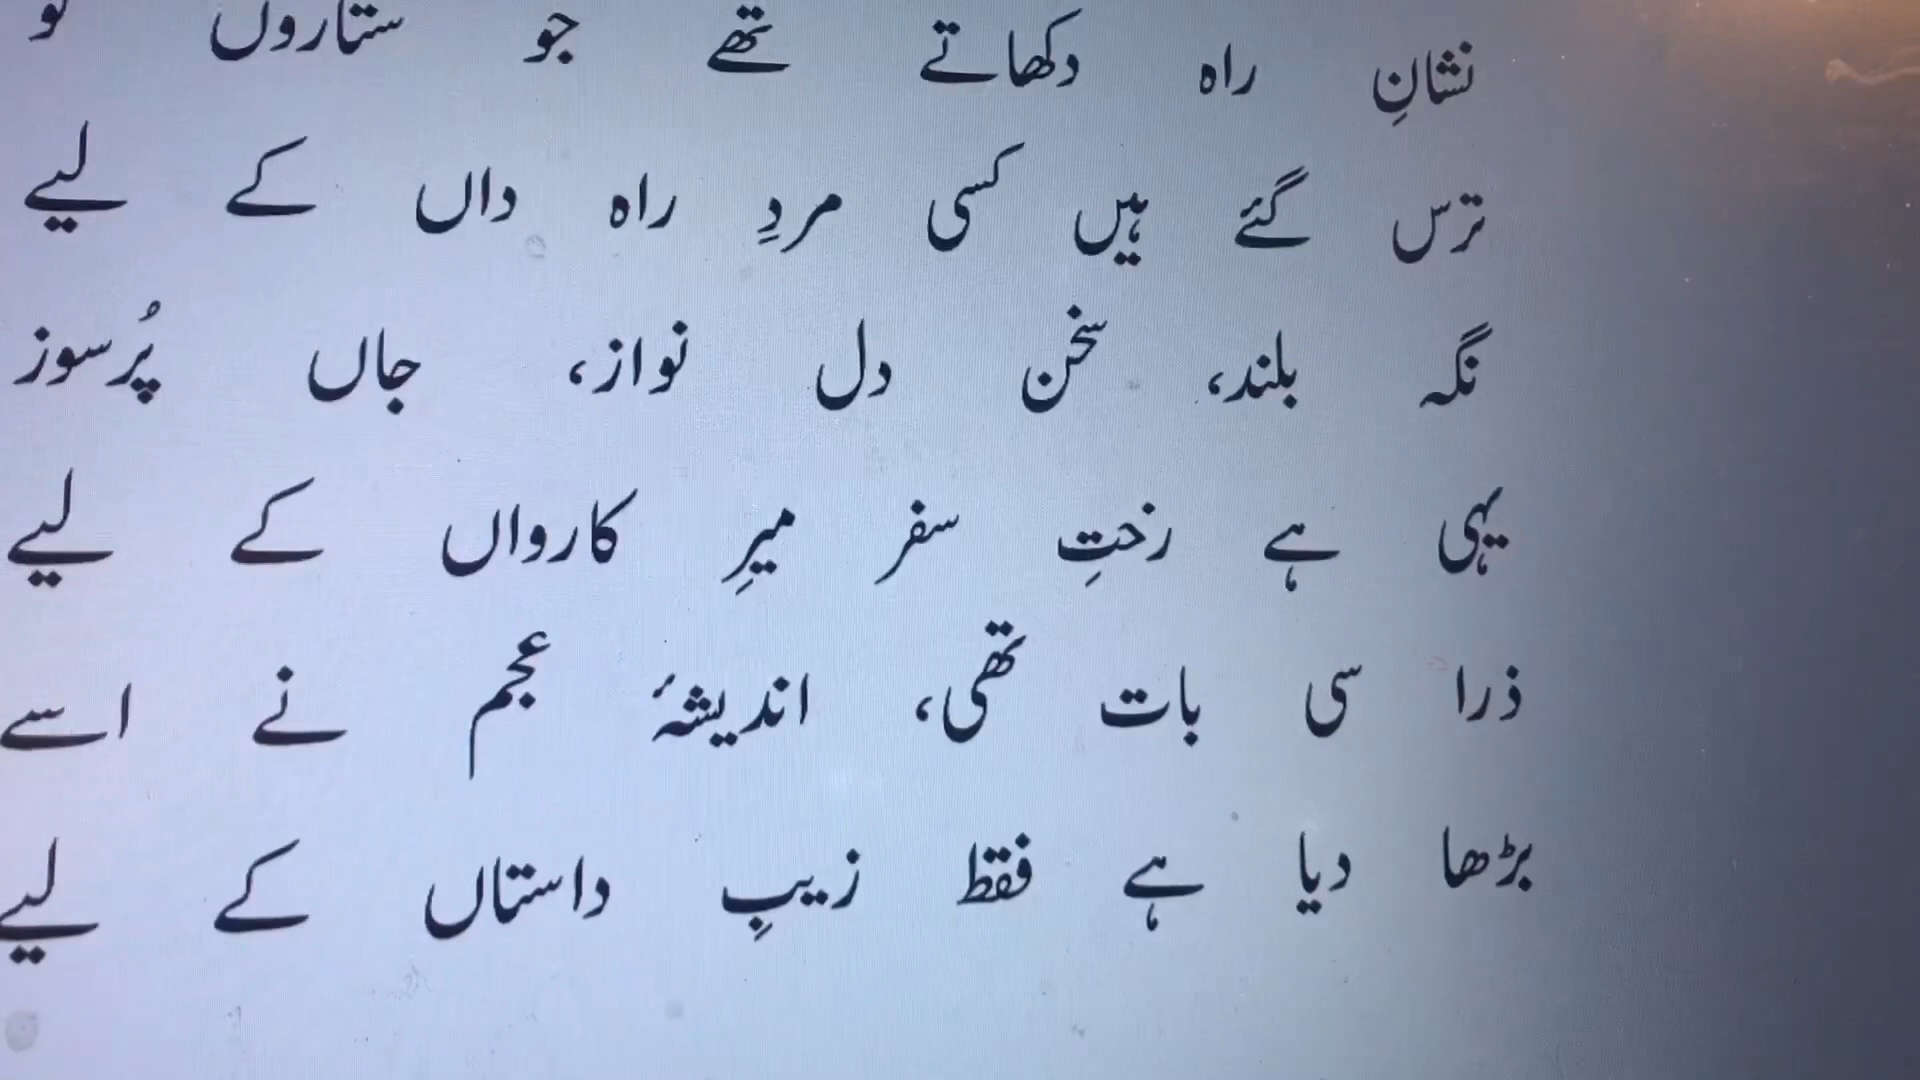 نشانِ راہ دکھاتے تھے جو ستاروں کو
ترس گئے ہیں کسی مردِ راہ داں کے لیے
نگہ بلند، سخن دل نواز، جاں پُرسوز
یہی ہے رختِ سفر میرِ کارواں کے لیے
ذرا سی بات تھی، اندیشۂ عجم نے اسے
بڑھا دیا ہے فقط زیبِ داستاں کے لیے